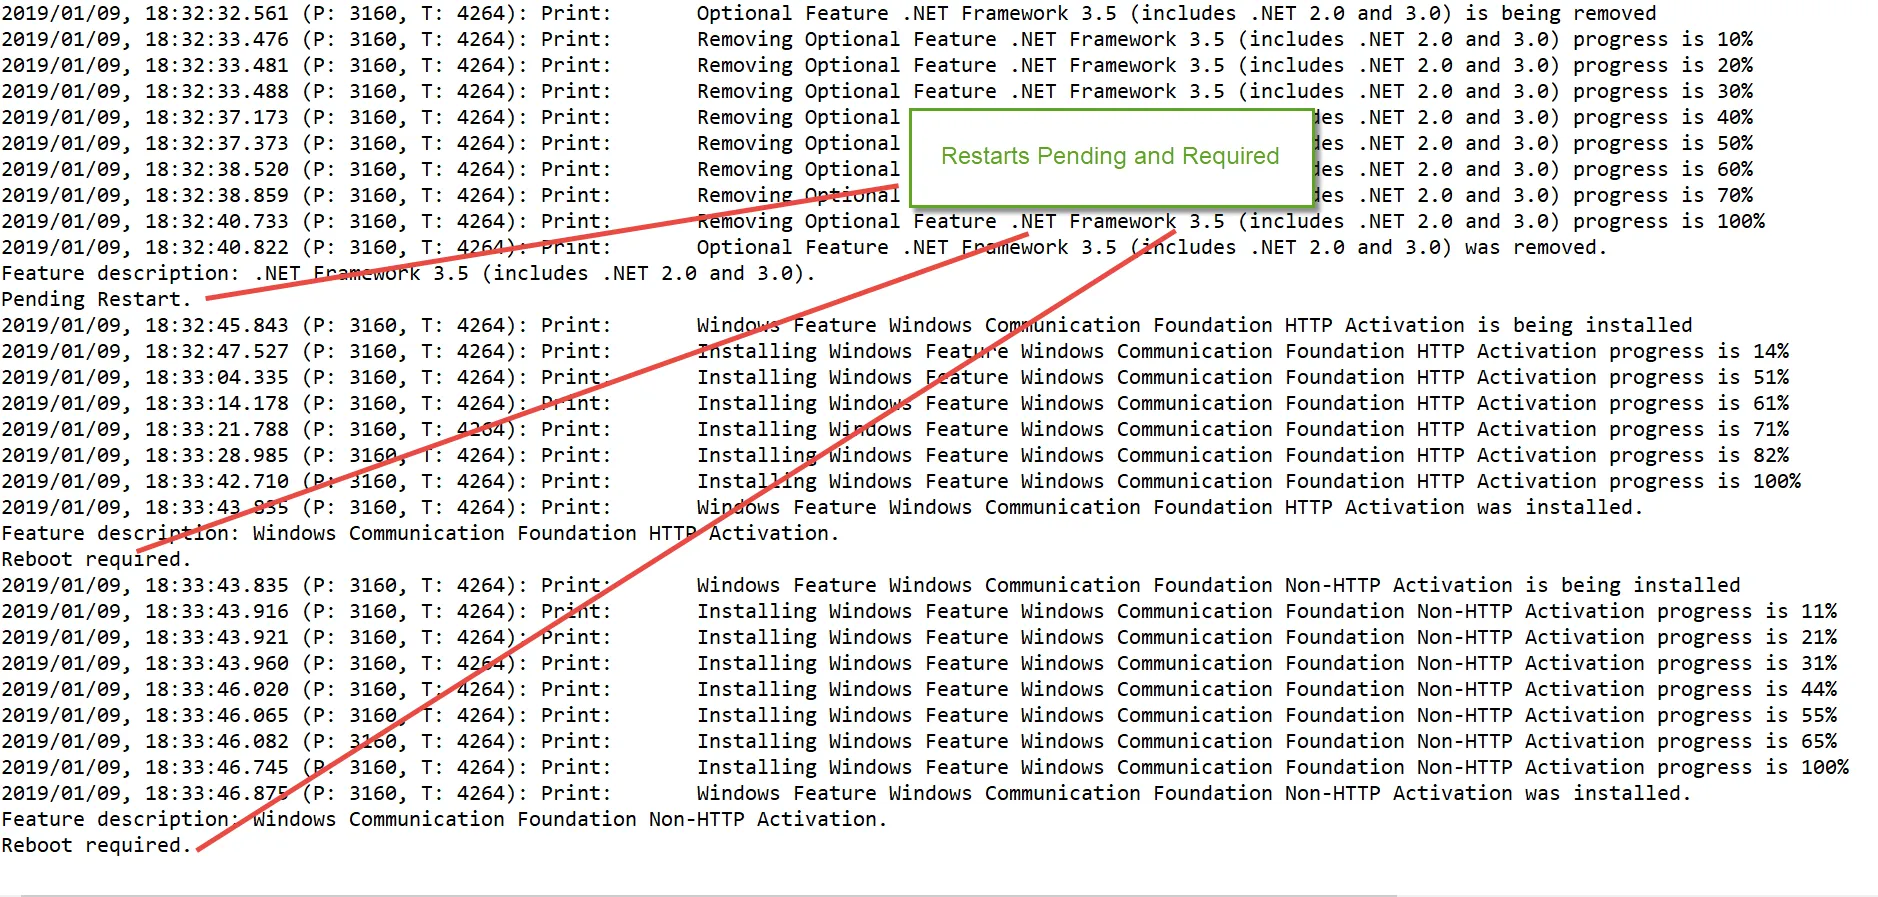 2019/01/09, 18:32:32.561 (P: 3160, T: 4264): Print:       Optional Feature .NET Framework 3.5 (includes .NET 2.0 and 3.0) is being removed
2019/01/09, 18:32:33.476 (P: 3160, T: 4264): Print:       Removing Optional Feature .NET Framework 3.5 (includes .NET 2.0 and 3.0) progress is 10%
2019/01/09, 18:32:33.481 (P: 3160, T: 4264): Print:       Removing Optional Feature .NET Framework 3.5 (includes .NET 2.0 and 3.0) progress is 20%
2019/01/09, 18:32:33.488 (P: 3160, T: 4264): Print:       Removing Optional Feature .NET Framework 3.5 (includes .NET 2.0 and 3.0) progress is 30%
2019/01/09, 18:32:37.173 (P: 3160, T: 4264): Print:       Removing Optional .NET 2.0 and 3.0) progress is 40%
2019/01/09, 18:32:37.373 (P: 3160, T: 4264): Print:       Removing Optional .NET 2.0 and 3.0) progress is 50%
Restarts Pending and Required
2019/01/09, 18:32:38.520 (P: 3160, T: 4264): Print:       Removing Optional .NET 2.0 and 3.0) progress is 60%
2019/01/09, 18:32:38.859 (P: 3160, T: 4264): Print:       Removing Optional .NET 2.0 and 3.0) progress is 70%
2019/01/09, 18:32:40.733 (P: 3160, T: 4264): Print:       Removing Optional Feature .NET Framework 3.5 (includes .NET 2.0 and 3.0) progress is 100%
2019/01/09, 18:32:40.822 (P: 3160, T: 4264): Print:       Optional Feature .NET Framework 3.5 (includes .NET 2.0 and 3.0) was removed.
Feature description: .NET Framework 3.5 (includes .NET 2.0 and 3.0).
Pending Restart.
2019/01/09, 18:32:45.843 (P: 3160, T: 4264): Print:       Windows Feature Windows Communication Foundation HTTP Activation is being installed
2019/01/09, 18:32:47.527 (P: 3160, T: 4264): Print:       Installing Windows Feature Windows Communication Foundation HTTP Activation progress is 14%
2019/01/09, 18:33:04.335 (P: 3160, T: 4264): Print:       Installing Windows Feature Windows Communication Foundation HTTP Activation progress is 51%
2019/01/09, 18:33:14.178 (P: 3160, T: 4264): Print:       Installing Windows Feature Windows Communication Foundation HTTP Activation progress is 61%
2019/01/09, 18:33:21.788 (P: 3160, T: 4264): Print:       Installing Windows Feature Windows Communication Foundation HTTP Activation progress is 71%
2019/01/09, 18:33:28.985 (P: 3160, T: 4264): Print:       Installing Windows Feature Windows Communication Foundation HTTP Activation progress is 82%
2019/01/09, 18:33:42.710 (P: 3160, T: 4264): Print:       Installing Windows Feature Windows Communication Foundation HTTP Activation progress is 100%
2019/01/09, 18:33:43.835 (P: 3160, T: 4264): Print:       Windows Feature Windows Communication Foundation HTTP Activation was installed.
Feature description: Windows Communication Foundation HTTP Activation.
Reboot required.
2019/01/09, 18:33:43.835 (P: 3160, T: 4264): Print:       Windows Feature Windows Communication Foundation Non-HTTP Activation is being installed
2019/01/09, 18:33:43.916 (P: 3160, T: 4264): Print:       Installing Windows Feature Windows Communication Foundation Non-HTTP Activation progress is 11%
2019/01/09, 18:33:43.921 (P: 3160, T: 4264): Print:       Installing Windows Feature Windows Communication Foundation Non-HTTP Activation progress is 21%
2019/01/09, 18:33:43.960 (P: 3160, T: 4264): Print:       Installing Windows Feature Windows Communication Foundation Non-HTTP Activation progress is 31%
2019/01/09, 18:33:46.020 (P: 3160, T: 4264): Print:       Installing Windows Feature Windows Communication Foundation Non-HTTP Activation progress is 44%
2019/01/09, 18:33:46.065 (P: 3160, T: 4264): Print:       Installing Windows Feature Windows Communication Foundation Non-HTTP Activation progress is 55%
2019/01/09, 18:33:46.082 (P: 3160, T: 4264): Print:       Installing Windows Feature Windows Communication Foundation Non-HTTP Activation progress is 65%
2019/01/09, 18:33:46.745 (P: 3160, T: 4264): Print:       Installing Windows Feature Windows Communication Foundation Non-HTTP Activation progress is 100%
2019/01/09, 18:33:46.875 (P: 3160, T: 4264): Print:       Windows Feature Windows Communication Foundation Non-HTTP Activation was installed.
Feature description: Windows Communication Foundation Non-HTTP Activation.
Reboot required.